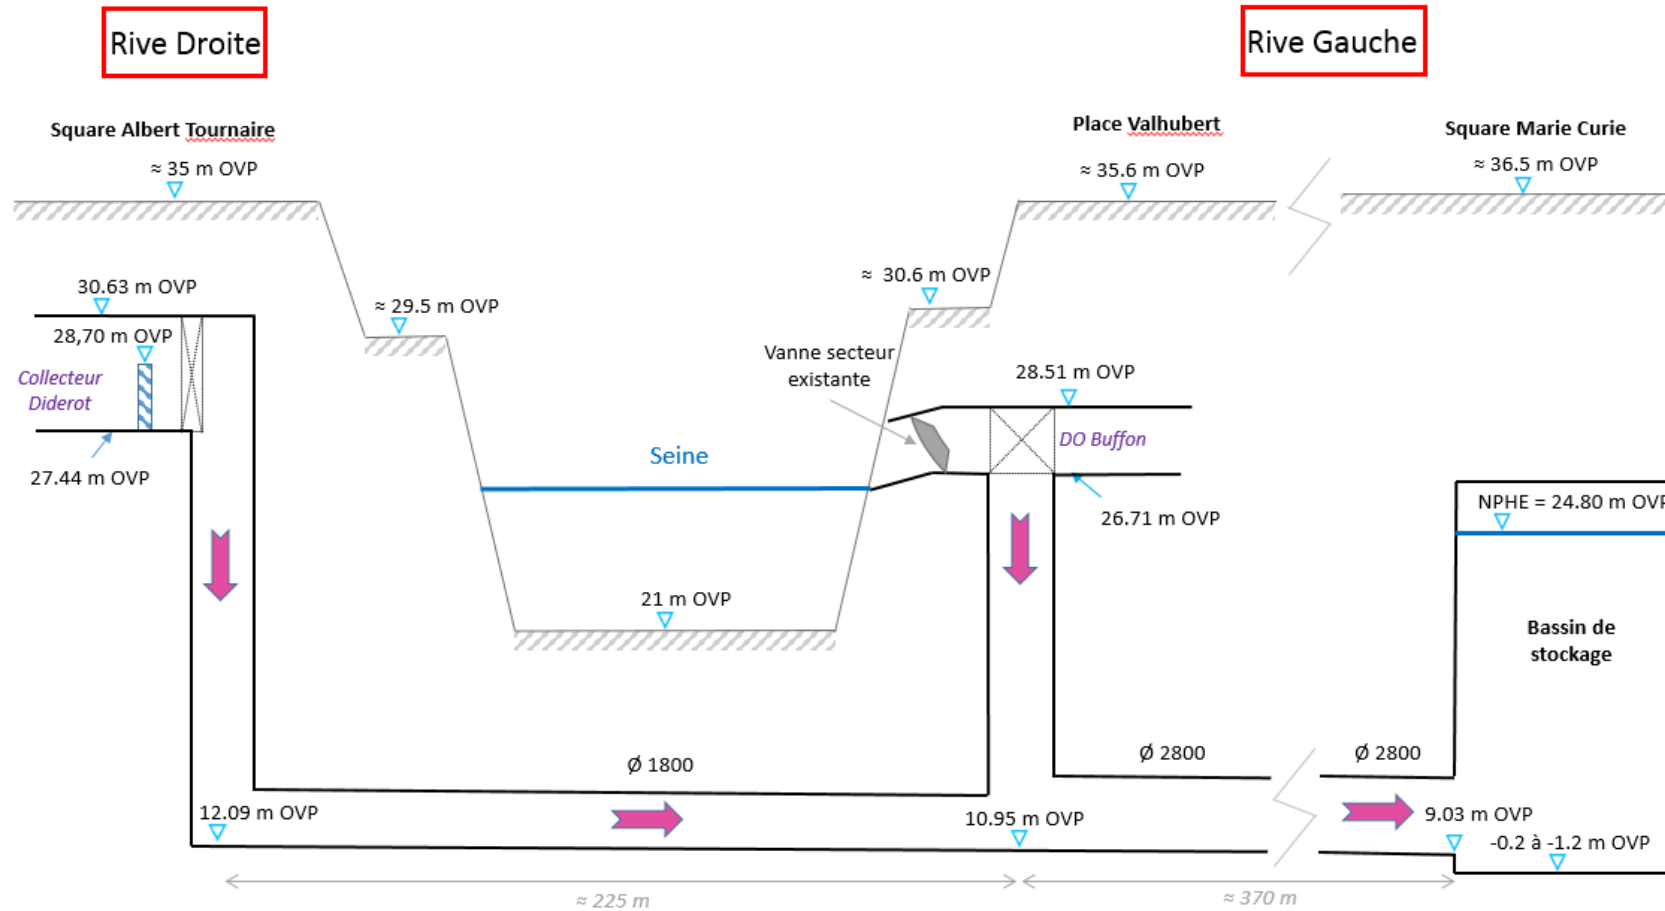 Rive Droite
Rive Gauche
Square Albert Tournaire
≈ 35 m OVP
Place Valhubert
≈ 35.6 m OVP
Square Marie Curie
≈ 36.5 m OVP
30.63 m OVP
28,70 m OVP
Collecteur
Diderot
27.44 m OVP
≈ 29.5 m OVP
≈ 30.6 m OVP
Vanne secteur
existante
28.51 m OVP
DO Buffon
26.71 m OVP
Seine
21 m OVP
NPHE = 24.80 m OVP
Bassin de
stockage
Ø 1800
Ø 2800
Ø 2800
12.09 m OVP
10.95 m OVP
9.03 m OVP
-0.2 à -1.2 m OVP
≈ 225 m
≈ 370 m